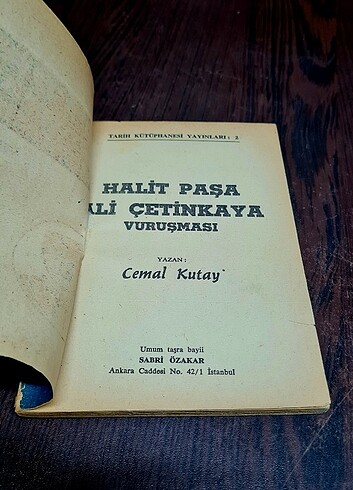 TARİH KÜTÜPHANESİ YAYINLARI: 2
HALİT PAŞA
ALİ ÇETİNKAYA
VURUŞMASI
YAZAN:
Cemal Kutay
Umum taşra bayii
SABRİ ÖZAKAR
Ankara Caddesi No. 42/1 İstanbul